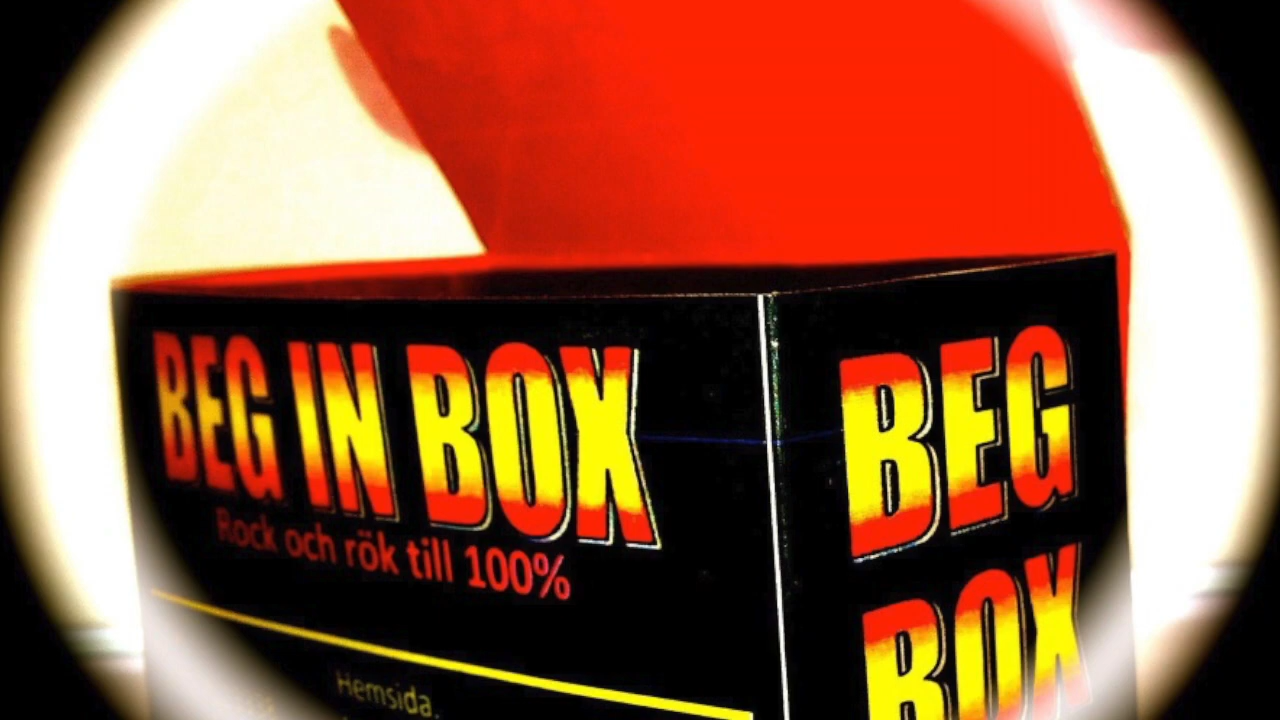 BEG IN BOX
Rock och rök till 100%
Hemsida.
BEG
BOX